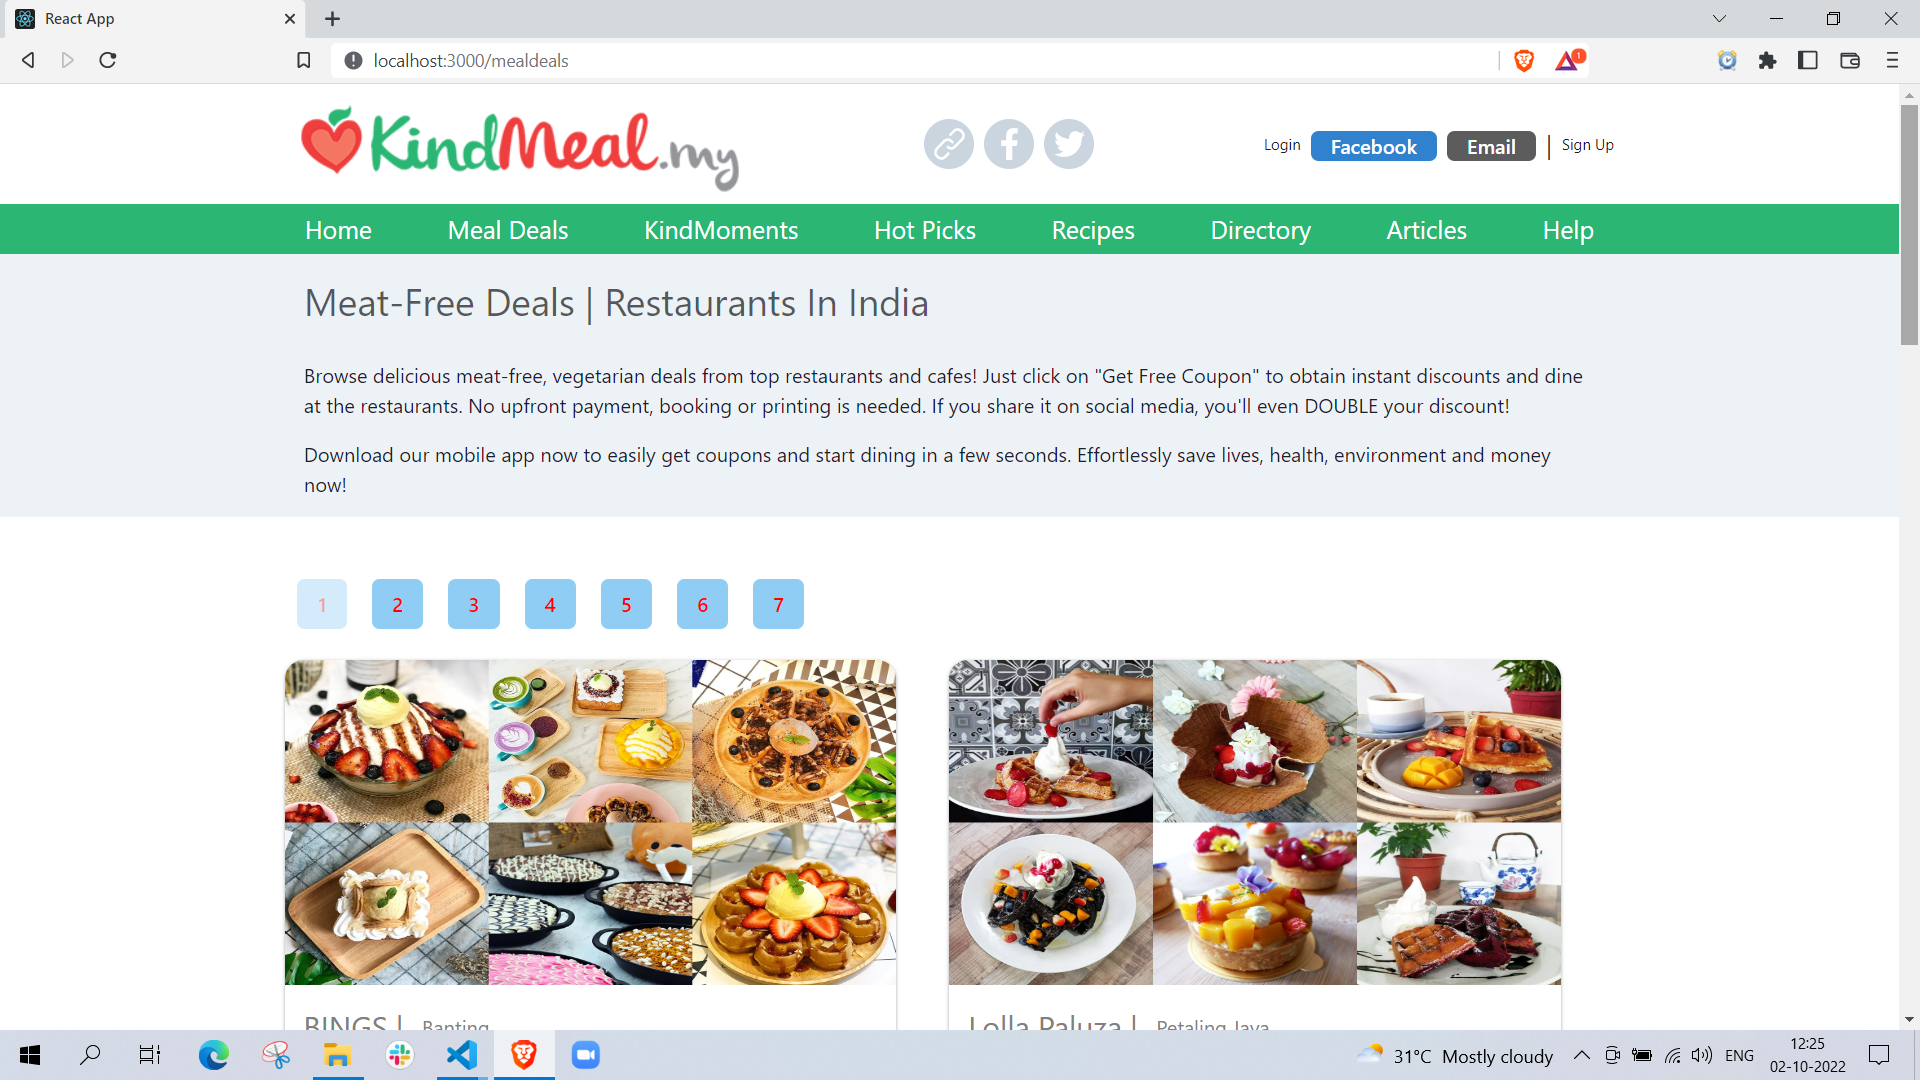 React App
localhost:3000/mealdeals
1
KindMeal.my
Login Facebook Email | Sign Up
Home Meal Deals KindMoments Hot Picks Recipes Directory Articles Help
Meat-Free Deals | Restaurants In India
Browse delicious meat-free, vegetarian deals from top restaurants and cafes! Just click on "Get Free Coupon" to obtain instant discounts and dine
at the restaurants. No upfront payment, booking or printing is needed. If you share it on social media, you'll even DOUBLE your discount!
Download our mobile app now to easily get coupons and start dining in a few seconds. Effortlessly save lives, health, environment and money
now!
1 2 3 4 5 6 7
BINGS | Banting
Lolla Paluza | Petaling Jaya
31°C Mostly cloudy
ENG
12:25
02-10-2022